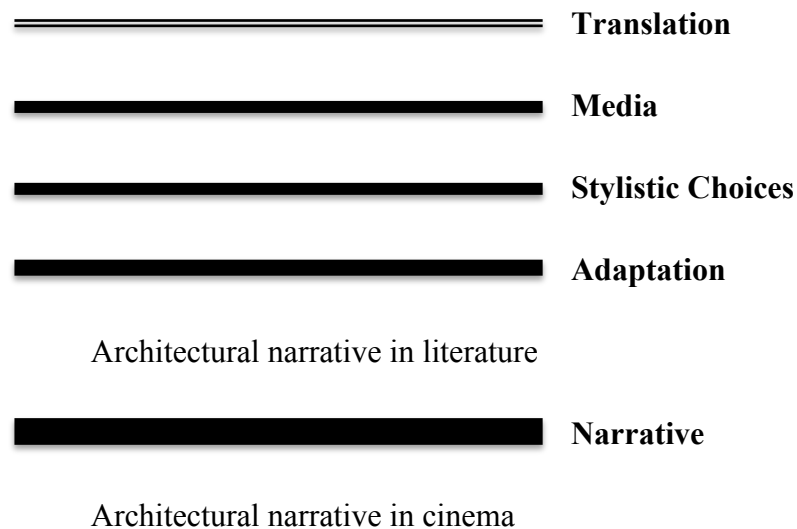 Translation
Media
Stylistic Choices
Adaptation
Architectural narrative in literature
Narrative
Architectural narrative in cinema